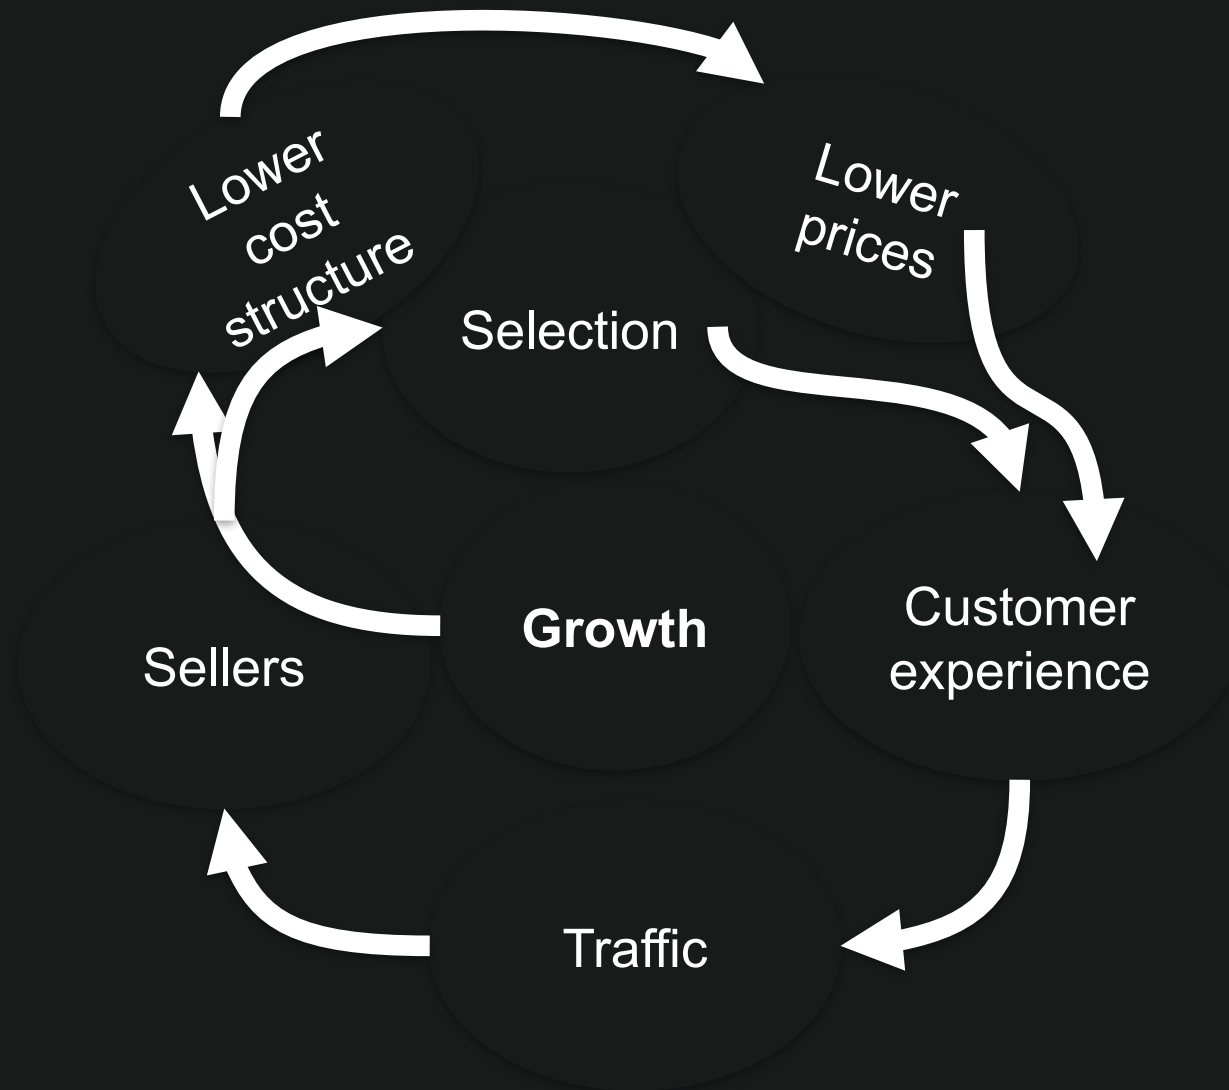 Lower
cost
structure
Lower
prices
Selection
Growth
Customer
experience
Sellers
Traffic